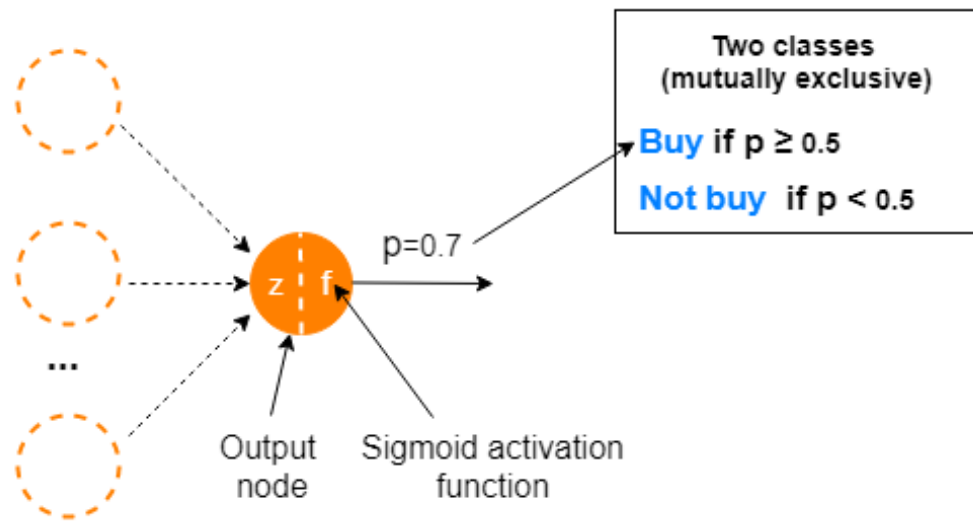 Two classes
(mutually exclusive)
Buy if p ≥ 0.5
Not buy if p < 0.5
p=0.7
z f
...
Output
node
Sigmoid activation
function